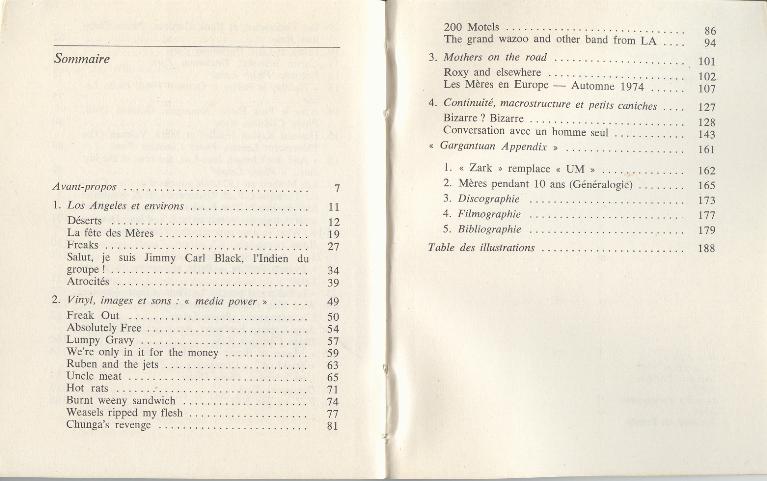 Sommaire
Avant-propos .............................. 7
1. Los Angeles et environs .................... 11
Déserts .................................. 12
La fête des Mères ......................... 19
Freaks ................................... 27
Salut, je suis Jimmy Carl Black, l'Indien du
groupe ! ................................. 34
Atrocités ................................ 39
2. Vinyl, images et sons : « media power » ...... 49
Freak Out ............................... 50
Absolutely Free ........................... 54
Lumpy Gravy ............................ 57
We're only in it for the money .............. 59
Ruben and the jets ........................ 63
Uncle meat .............................. 65
Hot rats ................................. 71
Burnt weeny sandwich ..................... 74
Weasels ripped my flesh ................... 77
Chunga's revenge ......................... 81
200 Motels .............................. 86
The grand wazoo and other band from LA .... 94
3. Mothers on the road ...................... 101
Roxy and elsewhere ....................... 102
Les Mères en Europe — Automne 1974 ...... 107
4. Continuité, macrostructure et petits caniches .... 127
Bizarre ? Bizarre .......................... 128
Conversation avec un homme seul ............ 143
« Gargantuan Appendix » .................... 161
1. « Zark » remplace « UM » .............. 162
2. Mères pendant 10 ans (Généralogie) ........ 165
3. Discographie ........................... 173
4. Filmographie ........................... 177
5. Bibliographie ........................... 179
Table des illustrations ........................ 188